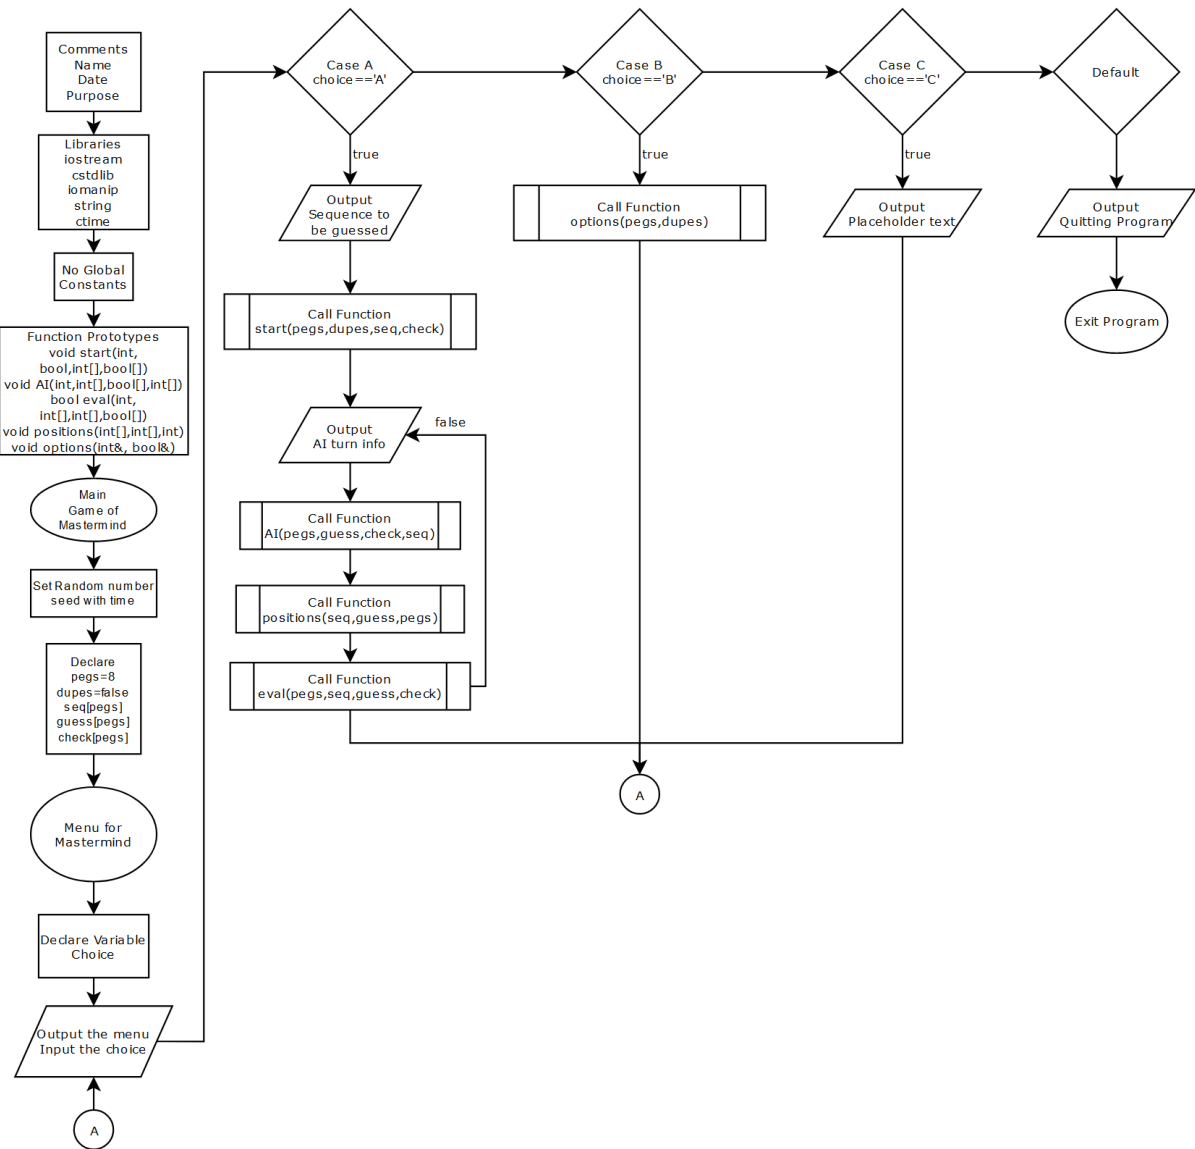 Comments
Name
Date
Purpose
Libraries
iostream
cstdlib
iomanip
string
ctime
No Global
Constants
Function Prototypes
void start(int,
bool,int[],bool[])
void AI(int,int[],bool[],int[])
bool eval(int,
int[],int[],bool[])
void positions(int[],int[],int)
void options(int&, bool&)
Main
Game of
Mastermind
Set Random number
seed with time
Declare
pegs=8
dupes=false
seq[pegs]
guess[pegs]
check[pegs]
Menu for
Mastermind
Declare Variable
Choice
Output the menu
Input the choice
A
Case A
choice=='A'
true
Output
Sequence to
be guessed
Call Function
start(pegs,dupes,seq,check)
Output
AI turn info
false
Call Function
AI(pegs,guess,check,seq)
Call Function
positions(seq,guess,pegs)
Call Function
eval(pegs,seq,guess,check)
Case B
choice=='B'
true
Call Function
options(pegs,dupes)
A
Case C
choice=='C'
true
Output
Placeholder text
Default
Output
Quitting Program
Exit Program